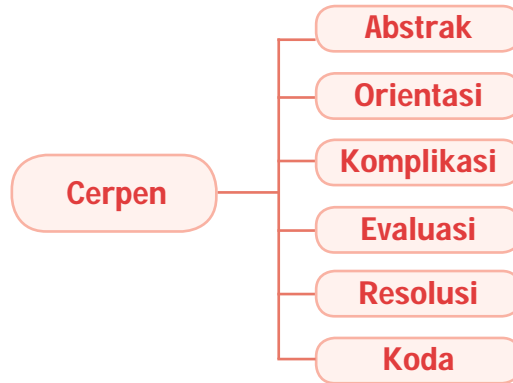 Abstrak
Orientasi
Komplikasi
Cerpen
Evaluasi
Resolusi
Koda